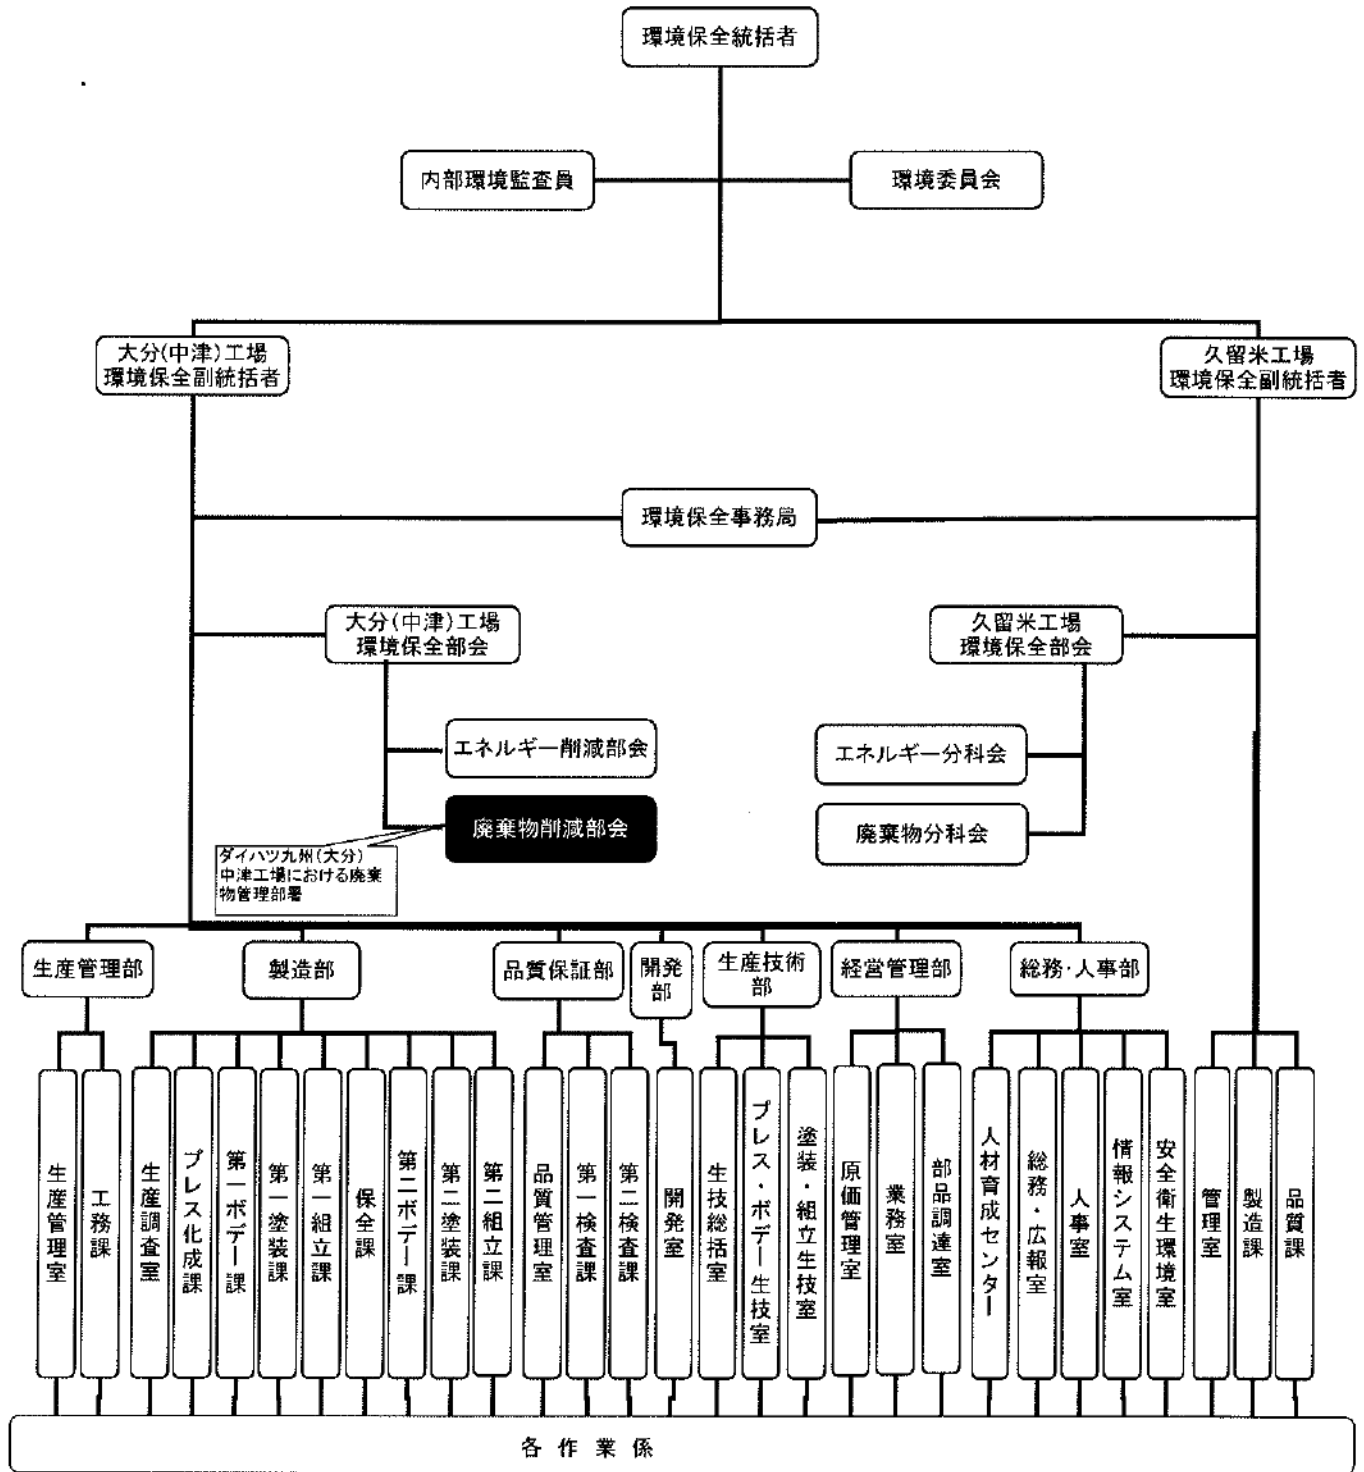 環境保全統括者
内部環境監査員
環境委員会
大分(中津)工場
環境保全副統括者
久留米工場
環境保全副統括者
環境保全事務局
大分(中津)工場
環境保全部会
久留米工場
環境保全部会
エネルギー削減部会
エネルギー分科会
廃棄物削減部会
廃棄物分科会
ダイハツ九州(大分)
中津工場における廃棄
物管理部署
生産管理部
製造部
品質保証部
開発
部
生産技術
部
経営管理部
総務・人事部
生産管理室
工務課
生産調査室
プレス化成課
第一ボデー課
第一塗装課
第一組立課
保全課
第二ボデー課
第二塗装課
第二組立課
品質管理室
第一検査課
第二検査課
開発室
生技総括室
プレス・ボデー生技室
塗装・組立生技室
原価管理室
業務室
部品調達室
人材育成センター
総務・広報室
人事室
情報システム室
安全衛生環境室
管理室
製造課
品質課
各作業係